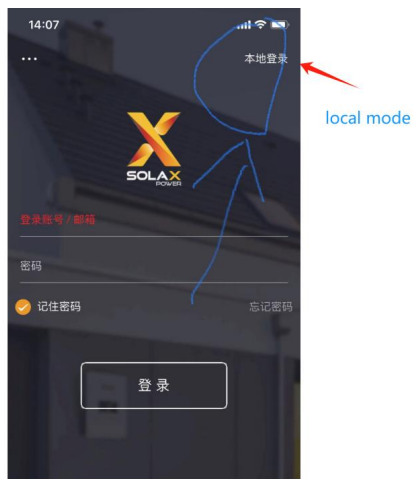 14:07
...
本地登录
local mode
SOLAX
POWER
登录账号 / 邮箱
密码
记住密码
忘记密码
登 录